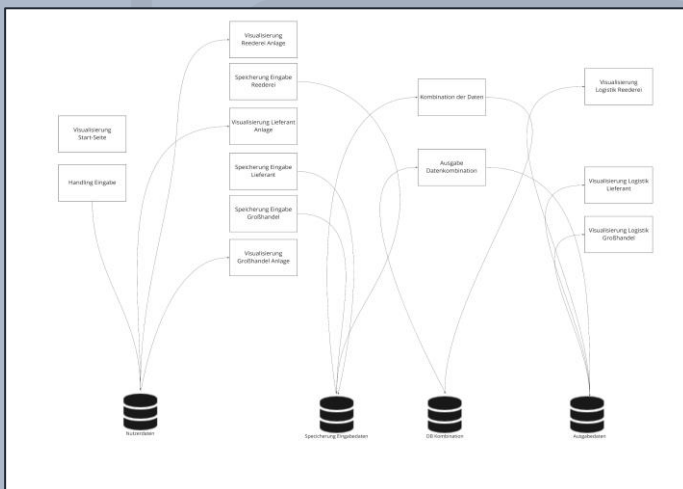 Visualisierung
Start-Seite
Handling Eingabe
Visualisierung
Reederei Anlage
Speicherung Eingabe
Reederei
Visualisierung Lieferant
Anlage
Speicherung Eingabe
Lieferant
Speicherung Eingabe
Großhandel
Visualisierung
Großhandel Anlage
Kombination der Daten
Ausgabe
Datenkombination
Visualisierung
Logistik Reederei
Visualisierung Logistik
Lieferant
Visualisierung Logistik
Großhandel
Nutzerdaten
Speicherung Eingabedaten
DB Kombination
Ausgabedaten